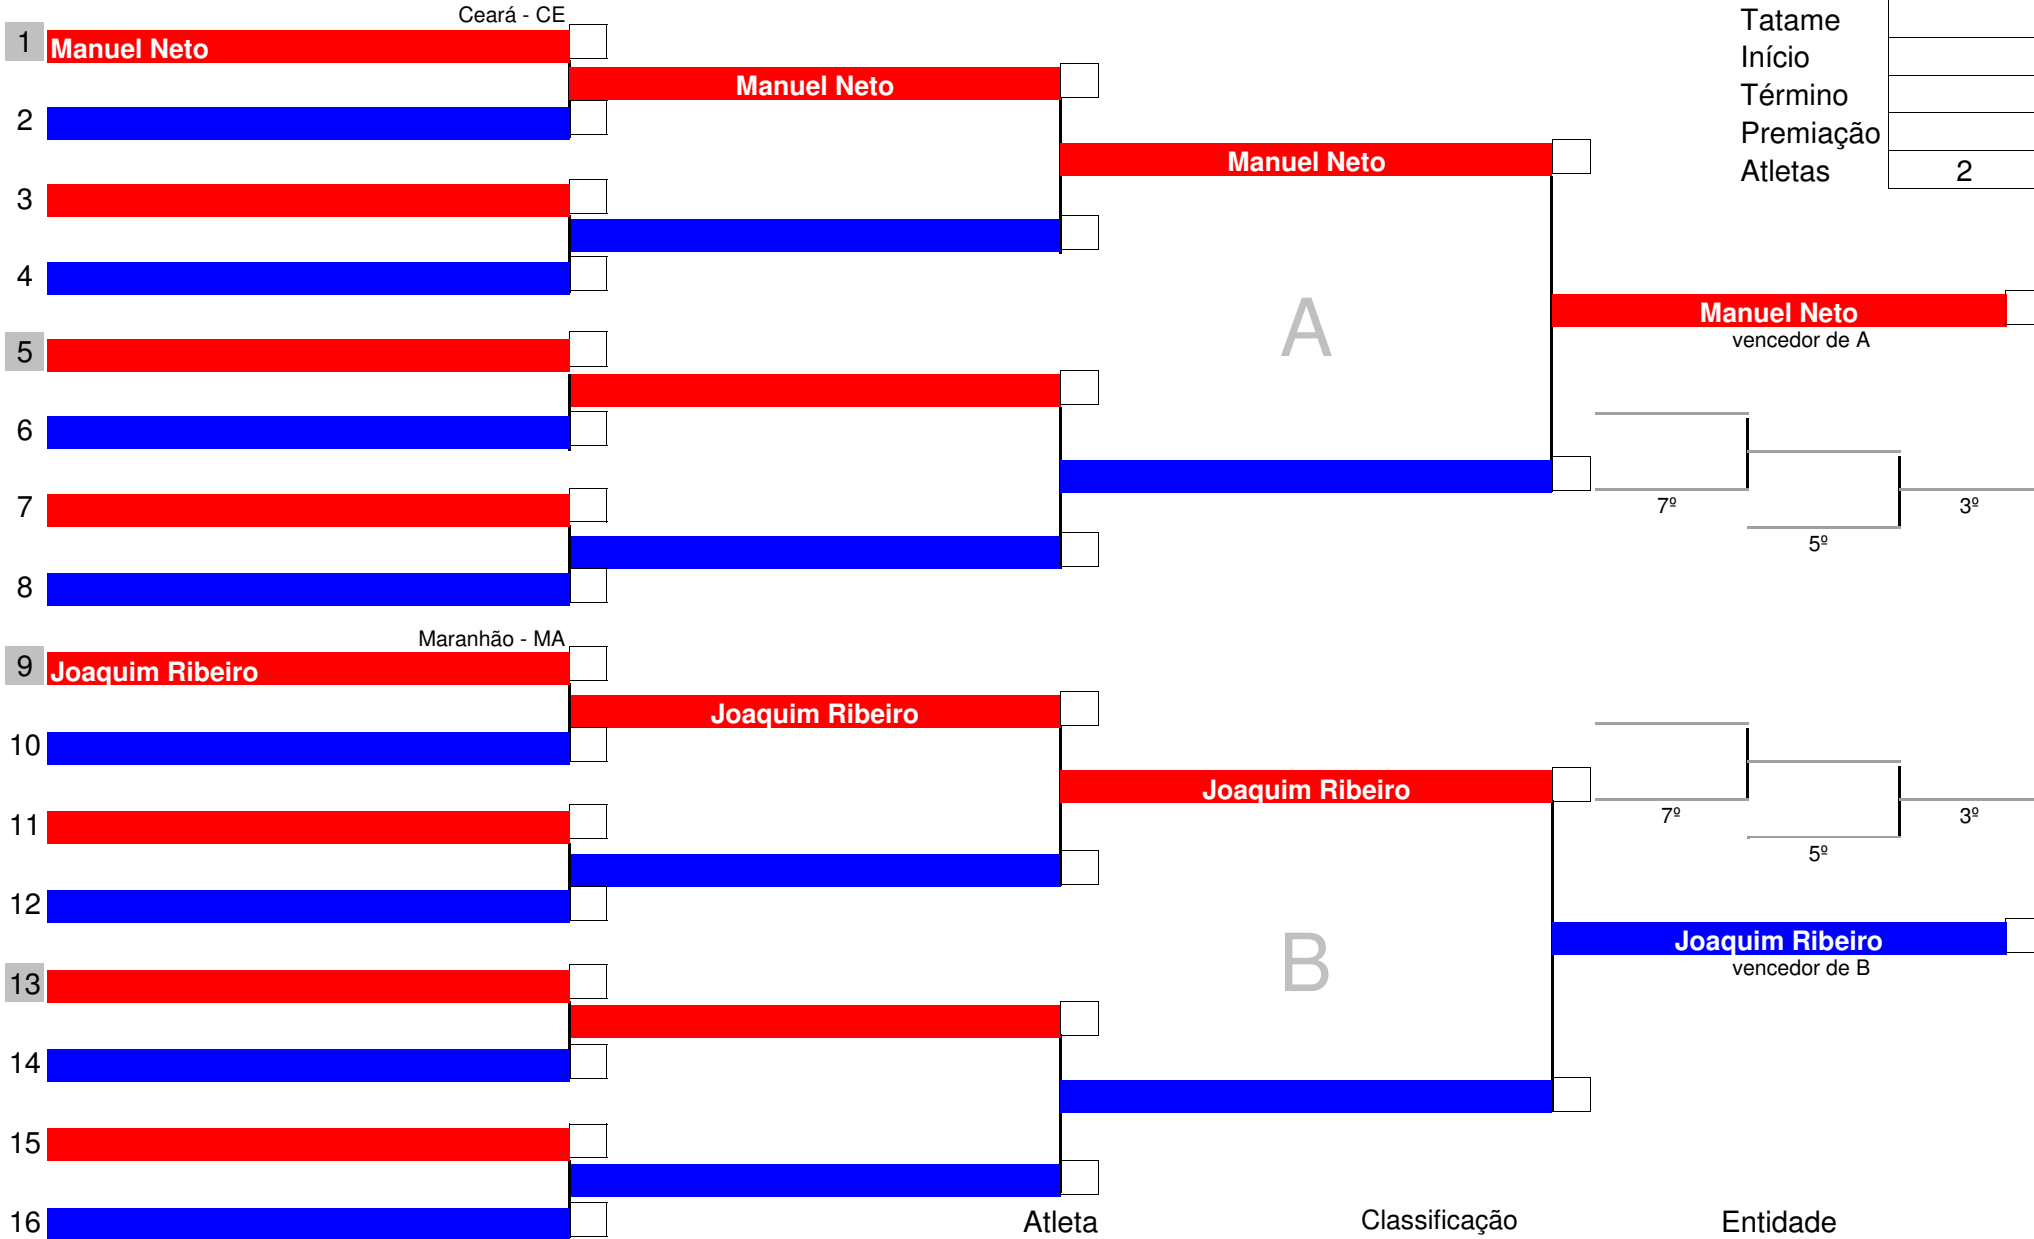 Ceará - CE
1 Manuel Neto
Manuel Neto
2
Manuel Neto
3
4
5
6
7
8
A
Manuel Neto
vencedor de A
7º
5º
3º
Tatame
Início
Término
Premiação
Atletas 2
Maranhão - MA
9 Joaquim Ribeiro
Joaquim Ribeiro
10
Joaquim Ribeiro
11
12
13
14
15
16
B
7º
5º
3º
Joaquim Ribeiro
vencedor de B
Atleta Classificação Entidade